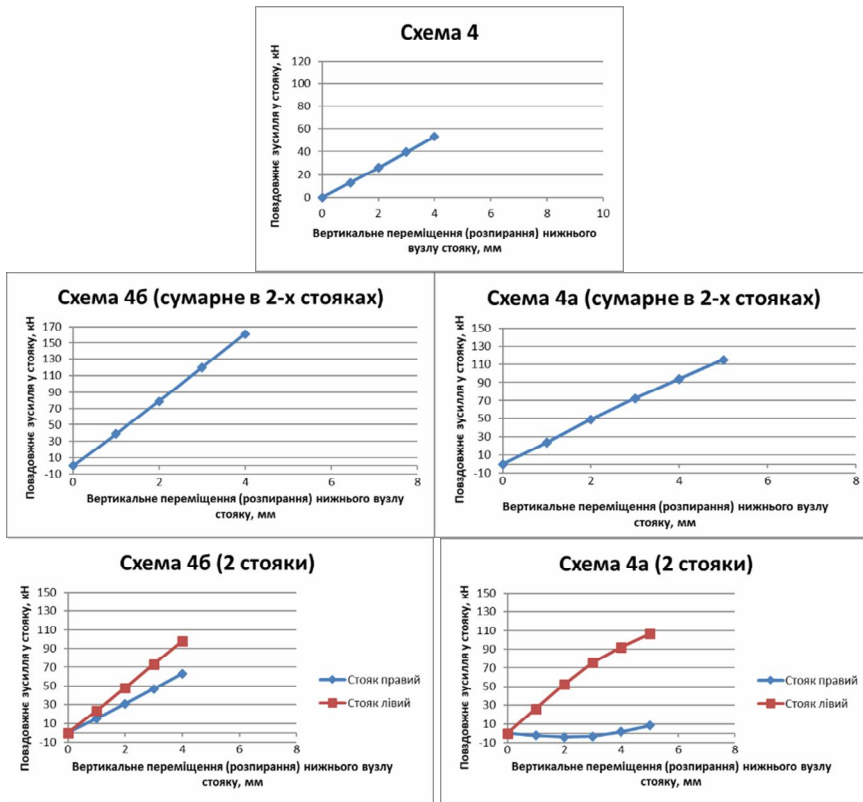 Схема 4
Повздовжнє зусилля у стояку, кН
120
100
80
60
40
20
0
0 2 4 6 8 10
Вертикальне переміщення (розпирання) нижнього
вузлу стояку, мм
Схема 4б (сумарне в 2-х стояках)
Повздовжнє зусилля у стояку, кН
170
150
130
110
90
70
50
30
10
-10
0 2 4 6 8
Вертикальне переміщення (розпирання) нижнього вузлу
стояку, мм
Схема 4а (сумарне в 2-х стояках)
Повздовжнє зусилля у стояку, кН
150
130
110
90
70
50
30
10
-10
0 2 4 6 8
Вертикальне переміщення (розпирання) нижнього вузлу
стояку, мм
Схема 4б (2 стояки)
Повздовжнє зусилля у стояку, кН
150
130
110
90
70
50
30
10
-10
0 2 4 6 8
Стояк правий
Стояк лівий
Вертикальне переміщення (розпирання) нижнього вузлу
стояку, мм
Схема 4а (2 стояки)
Повздовжнє зусилля у стояку, кН
150
130
110
90
70
50
30
10
-10
0 2 4 6 8
Стояк правий
Стояк лівий
Вертикальне переміщення (розпирання) нижнього вузлу
стояку, мм